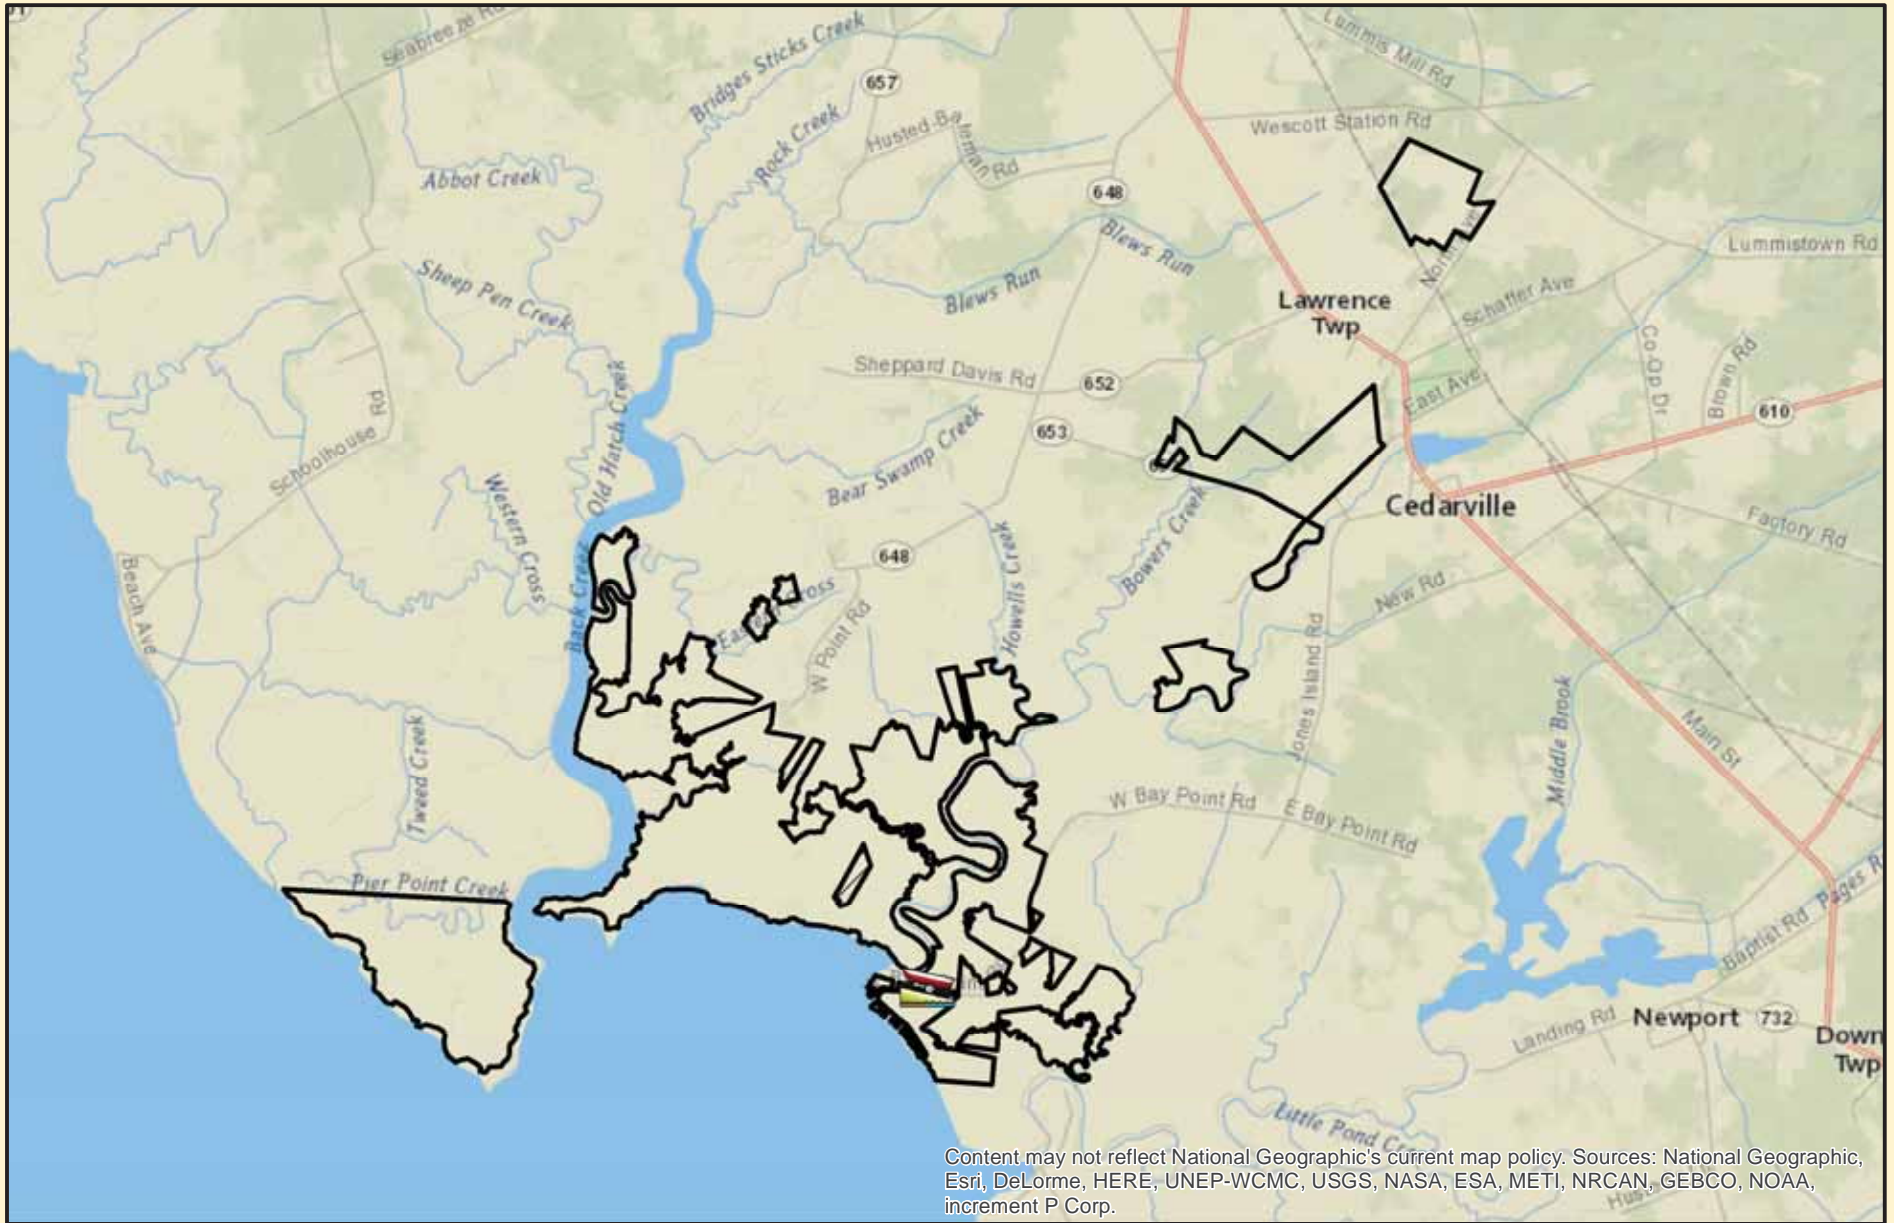 Seabreeze Rd
Bridges Sticks Creek
657
Lummis Mill Rd
Wescott Station Rd
Husted-Ba
teman Rd
Rock Creek
Abbot Creek
648
Blews Run
Blews Run
Lummistown Rd
Sheep Pen Creek
Lawrence
Twp
Schaffer Ave
Old Hatch Creek
Sheppard Davis Rd
652
Co-Op Dr
Brown Rd
East Ave
610
653
Schoolhouse Rd
Bear Swamp Creek
Western Cross
Cedarville
Factory Rd
Bowers Creek
648
Howells Creek
Back Creek
Beach Ave
New Rd
W Point Rd
Jones Island Rd
Middle Brook
Main St
Tweed Creek
W Bay Point Rd
E Bay Point Rd
Pier Point Creek
Baptist Rd
Landing Rd
Newport
732
Down
Twp
Content may not reflect National Geographic's current map policy. Sources: National Geographic,
Esri, DeLorme, HERE, UNEP-WCMC, USGS, NASA, ESA, METI, NRCAN, GEBCO, NOAA,
increment P Corp.